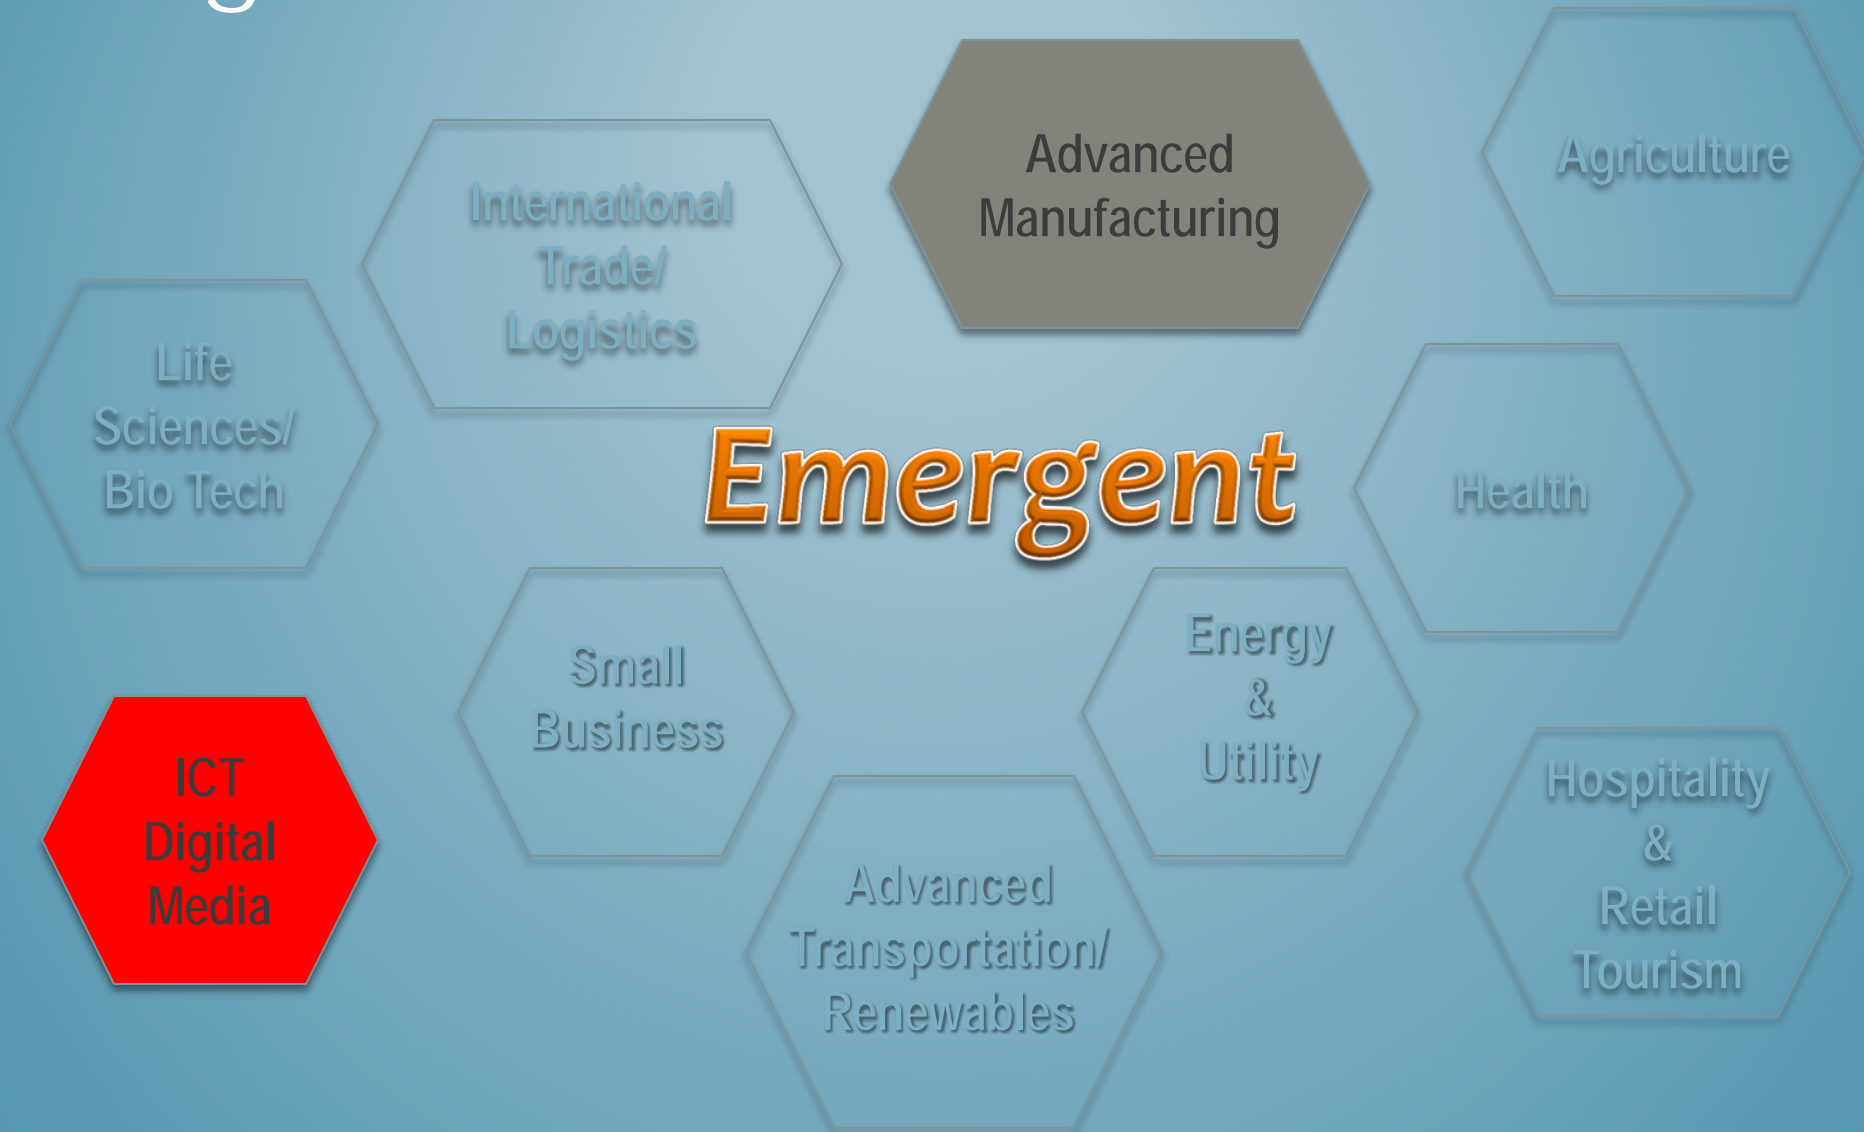 Advanced
Manufacturing
Agriculture
International
Trade/
Logistics
Life
Sciences/
Bio Tech
Emergent
Health
Small
Business
Energy
&
Utility
ICT
Digital
Media
Advanced
Transportation/
Renewables
Hospitality
&
Retail
Tourism